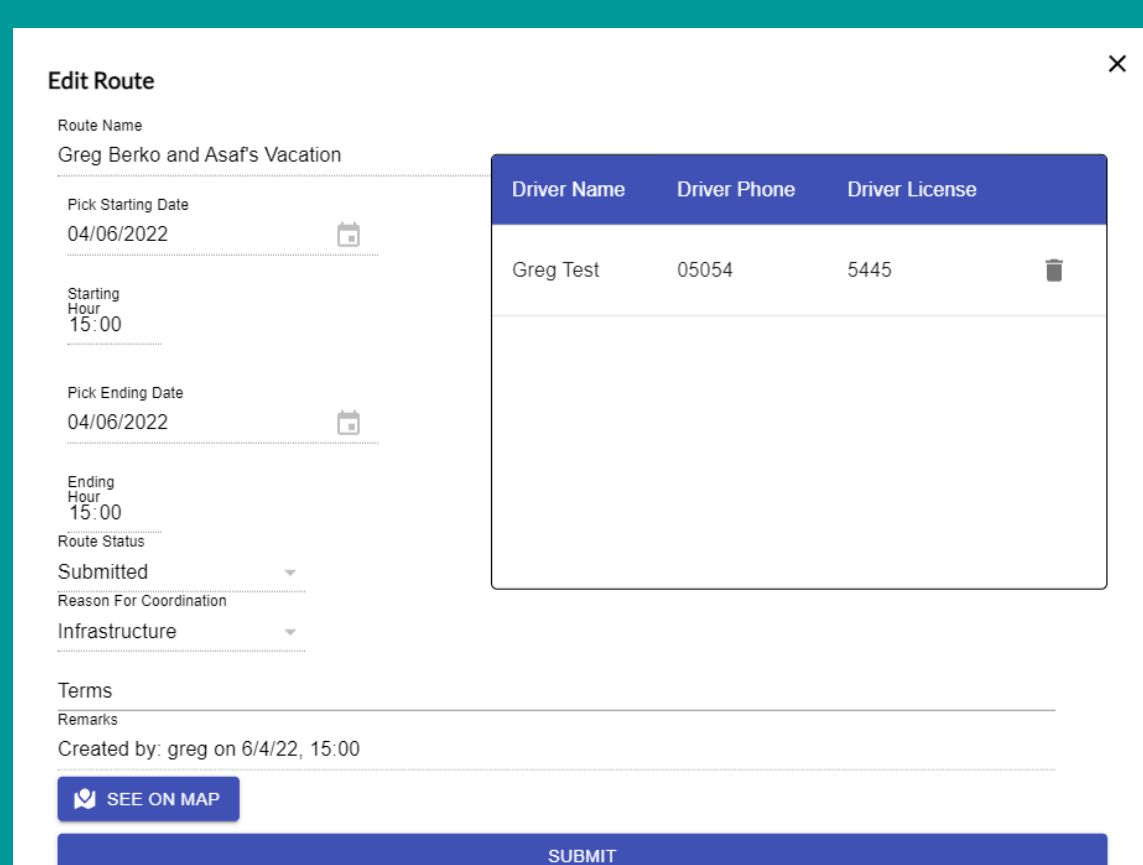 Edit Route
Route Name
Greg Berko and Asaf's Vacation
Pick Starting Date
04/06/2022
Starting
Hour
15:00
Pick Ending Date
04/06/2022
Ending
Hour
15:00
Route Status
Submitted
Reason For Coordination
Infrastructure
Driver Name Driver Phone Driver License
Greg Test 05054 5445
Terms
Remarks
Created by: greg on 6/4/22, 15:00
SEE ON MAP
SUBMIT